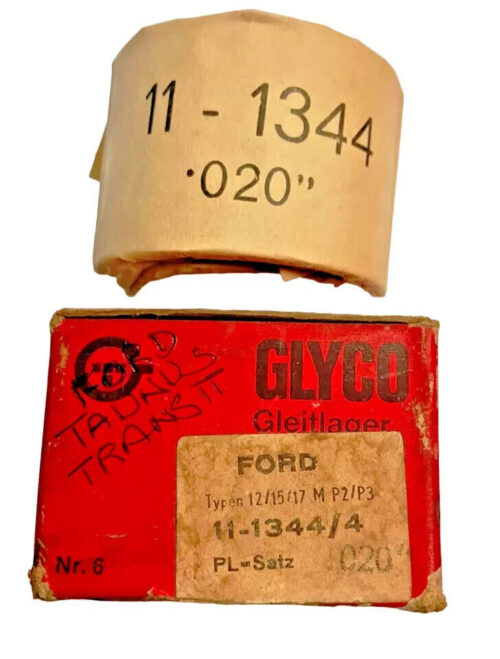 11 - 1344
.020"
FORD
TAUNUS
TRANSIT
GLYCO
Gleitlager
FORD
Typen 12/15/17 M P2/P3
11-1344/4
PL-Satz .020"
Nr. 6